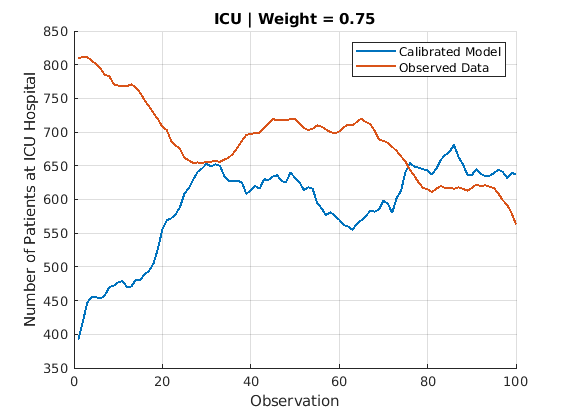 ICU | Weight = 0.75
850
800
750
700
650
600
550
500
450
400
350
Number of Patients at ICU Hospital
Calibrated Model
Observed Data
0 20 40 60 80 100
Observation